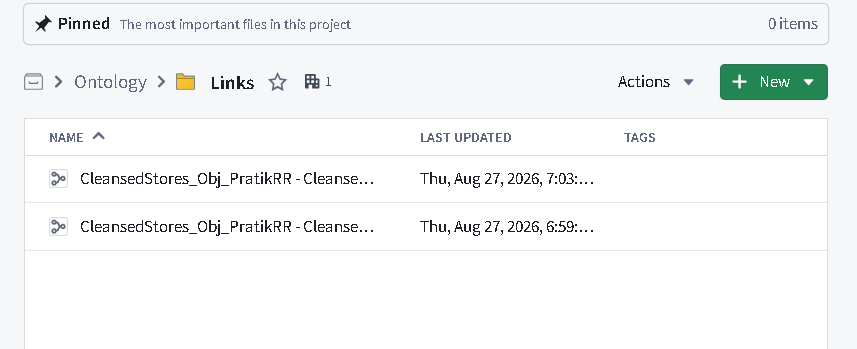 Pinned The most important files in this project 0 items
Ontology Links 1 Actions New
NAME LAST UPDATED TAGS
CleansedStores_Obj_PratikRR - Cleanse... Thu, Aug 27, 2026, 7:03:...
CleansedStores_Obj_PratikRR - Cleanse... Thu, Aug 27, 2026, 6:59:...